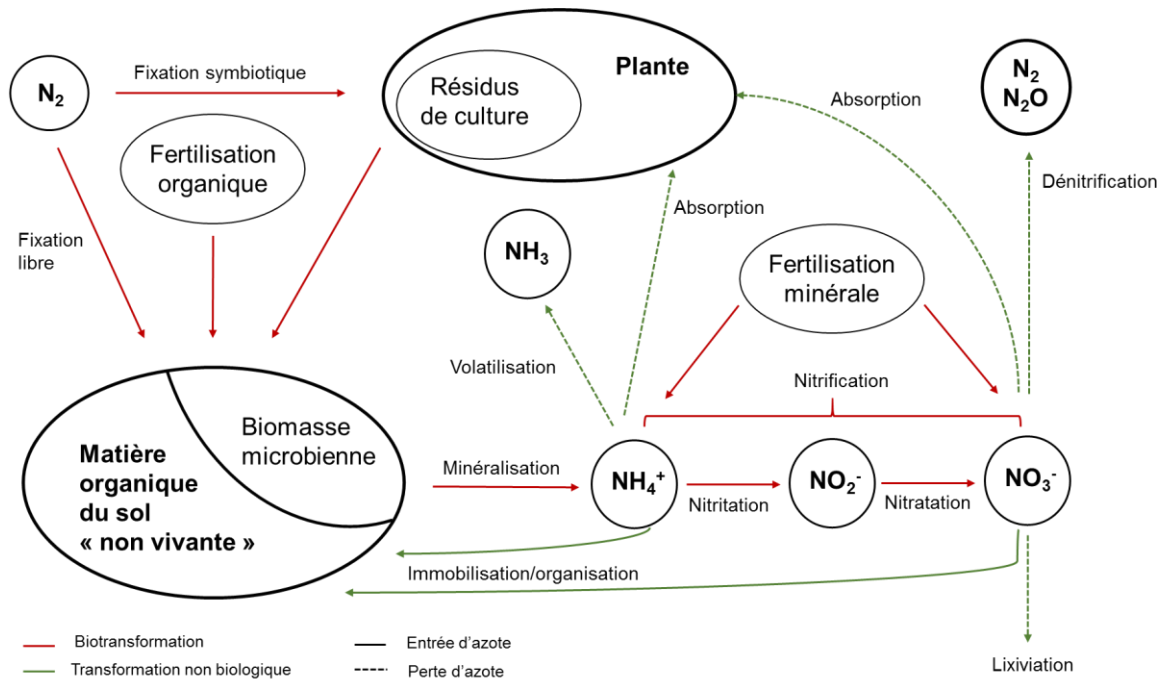 Fixation symbiotique
N₂
Plante
Résidus
de culture
Absorption
N₂
N₂O
Fertilisation
organique
Dénitrification
Absorption
Fixation
libre
NH₃
Fertilisation
minérale
Volatilisation
Nitrification
Biomasse
microbienne
Matière
organique
du sol
« non vivante »
Minéralisation
NH₄⁺
Nitritation
NO₂⁻
Nitratation
NO₃⁻
Immobilisation/organisation
Biotransformation
Entrée d’azote
Transformation non biologique
Perte d’azote
Lixiviation